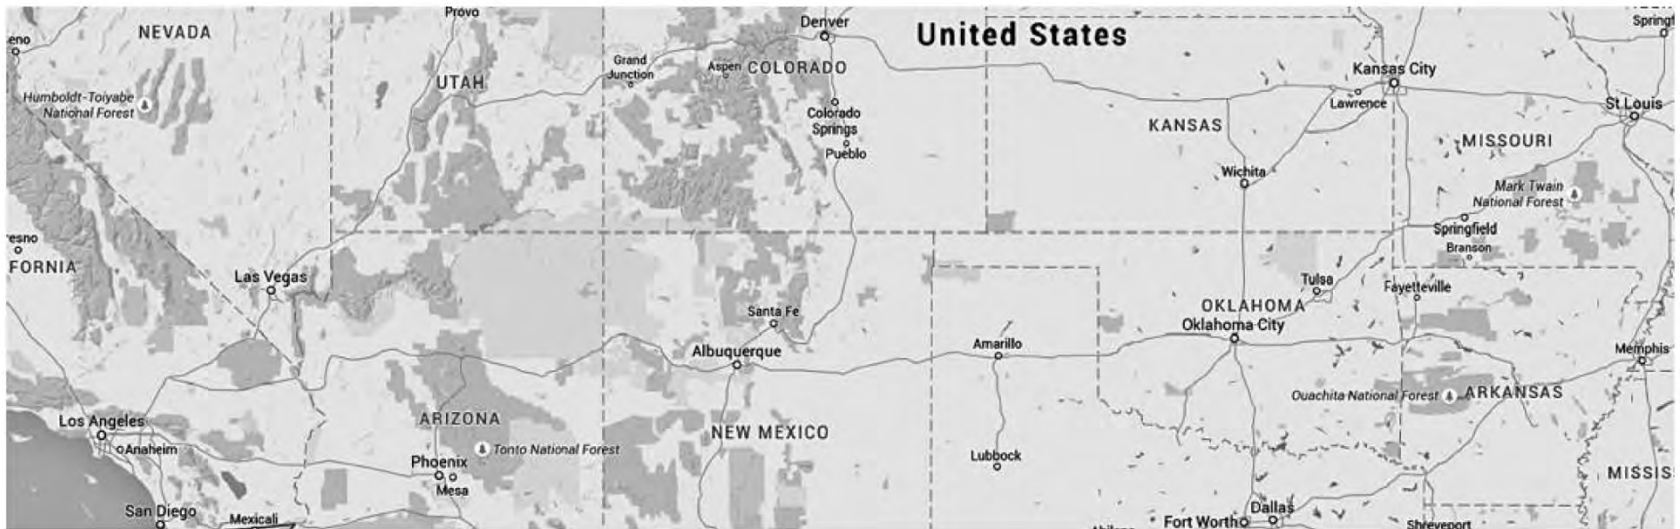 Provo
Springf
Denver
NEVADA
United States
eno
Grand
Junction
Aspen
COLORADO
Kansas City
UTAH
Humboldt-Toiyabe
National Forest
Lawrence
St Louis
Colorado
Springs
KANSAS
MISSOURI
Pueblo
Wichita
Mark Twain
National Forest
Springfield
resno
Branson
FORNIA
Las Vegas
Tulsa
Fayetteville
OKLAHOMA
Santa Fe
Oklahoma City
Amarillo
Albuquerque
Memphis
Ouachita National Forest
ARKANSAS
Los Angeles
ARIZONA
NEW MEXICO
Anaheim
Tonto National Forest
Lubbock
Phoenix
Mesa
MISSIS
San Diego
Mexicali
Dallas
Fort Worth
Shreveport